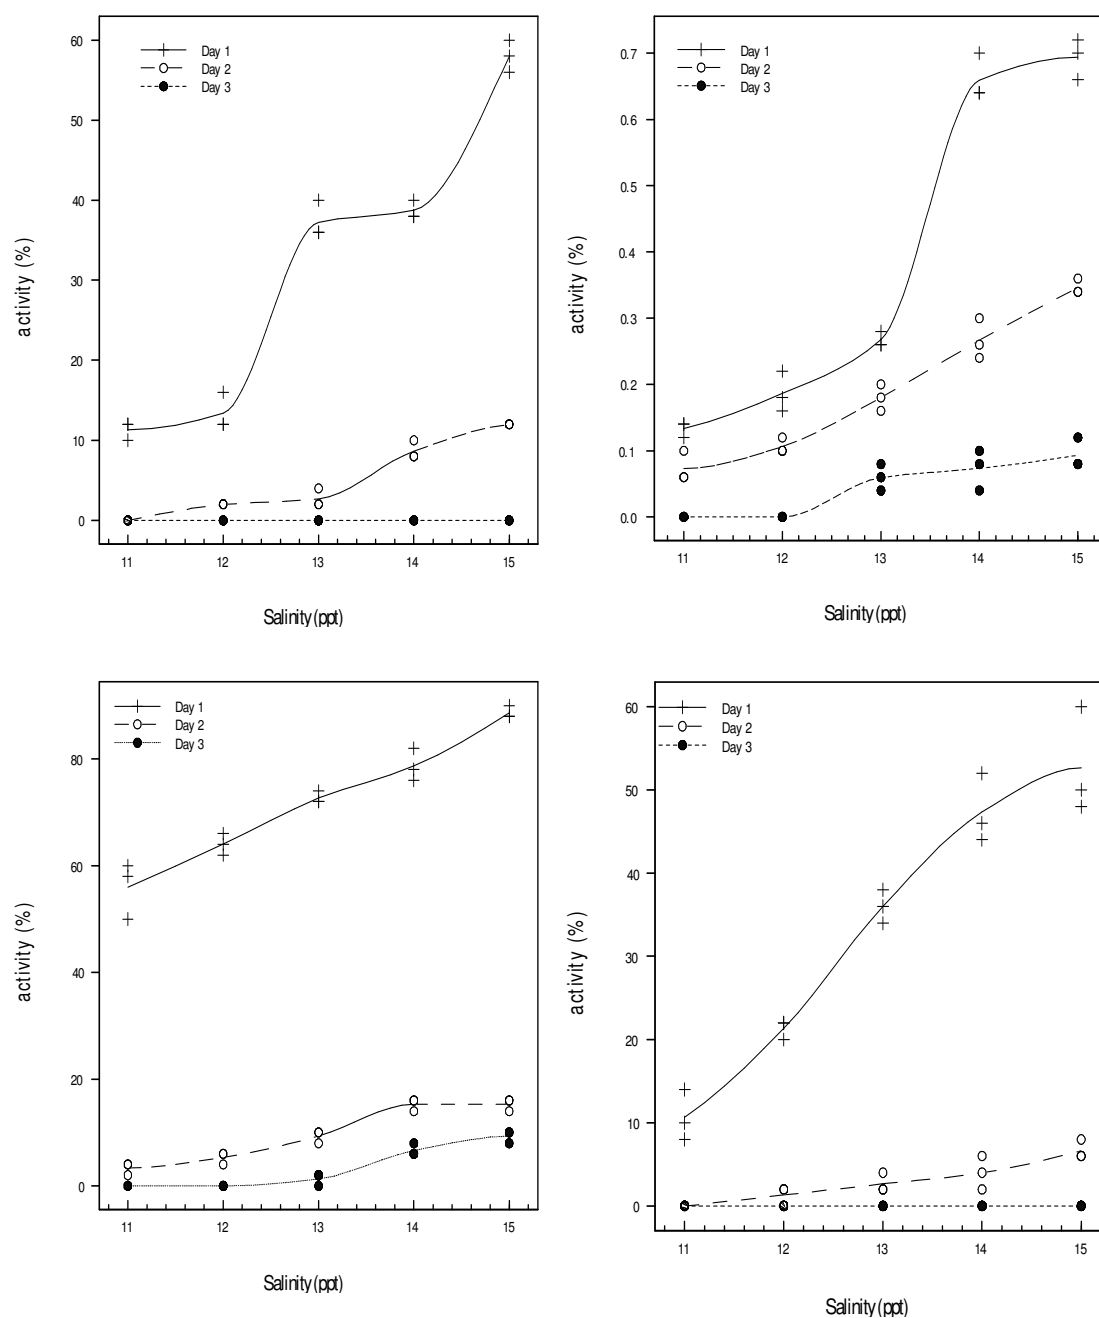 60
50
40
30
20
10
0
activity (%)
Day 1
Day 2
Day 3
11 12 13 14 15
Salinity (ppt)
0.7
0.6
0.5
0.4
0.3
0.2
0.1
0.0
activity (%)
Day 1
Day 2
Day 3
11 12 13 14 15
Salinity (ppt)
80
60
40
20
0
activity (%)
Day 1
Day 2
Day 3
11 12 13 14 15
Salinity (ppt)
60
50
40
30
20
10
0
activity (%)
Day 1
Day 2
Day 3
11 12 13 14 15
Salinity (ppt)